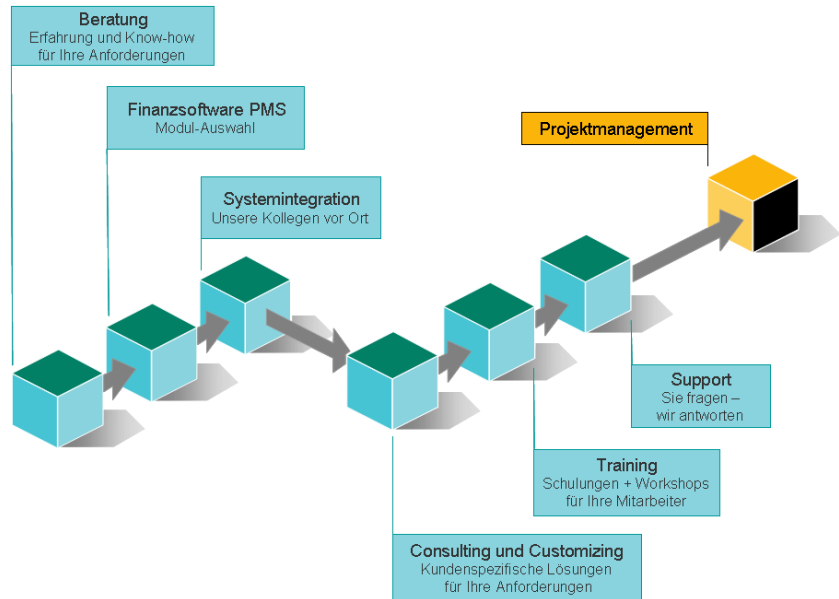 Beratung
Erfahrung und Know-how
für Ihre Anforderungen
Finanzsoftware PMS
Modul-Auswahl
Systemintegration
Unsere Kollegen vor Ort
Projektmanagement
Support
Sie fragen –
wir antworten
Training
Schulungen + Workshops
für Ihre Mitarbeiter
Consulting und Customizing
Kundenspezifische Lösungen
für Ihre Anforderungen